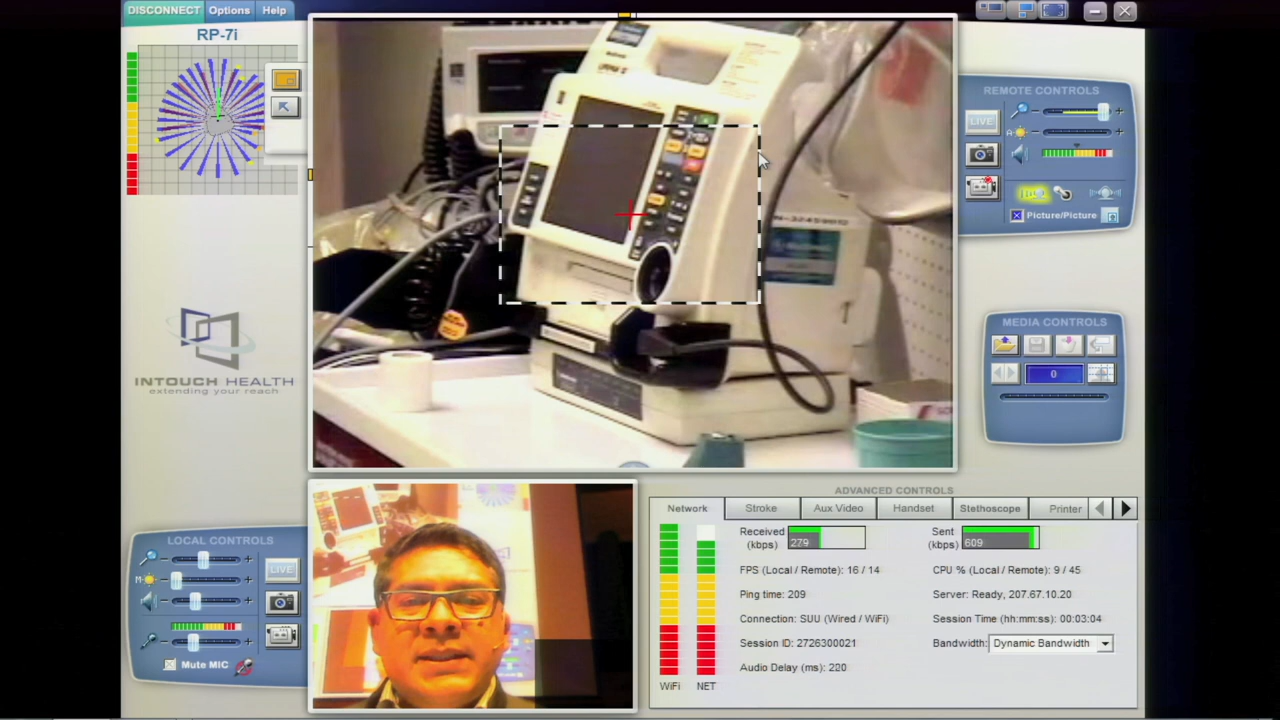 DISCONNECT Options Help
RP-7i
REMOTE CONTROLS
LIVE
A-
Picture/Picture
INTOUCH HEALTH
extending your reach
MEDIA CONTROLS
0
LOCAL CONTROLS
LIVE
M-
Mute MIC
ADVANCED CONTROLS
Network Stroke Aux Video Handset Stethoscope Printer
Received (kbps) 279
Sent (kbps) 609
FPS (Local / Remote): 16 / 14
CPU % (Local / Remote): 9 / 45
Ping time: 209
Server: Ready, 207.67.10.20
Connection: SUU (Wired / WiFi)
Session Time (hh:mm:ss): 00:03:04
Session ID: 2726300021
Bandwidth: Dynamic Bandwidth
Audio Delay (ms): 220
WiFi NET